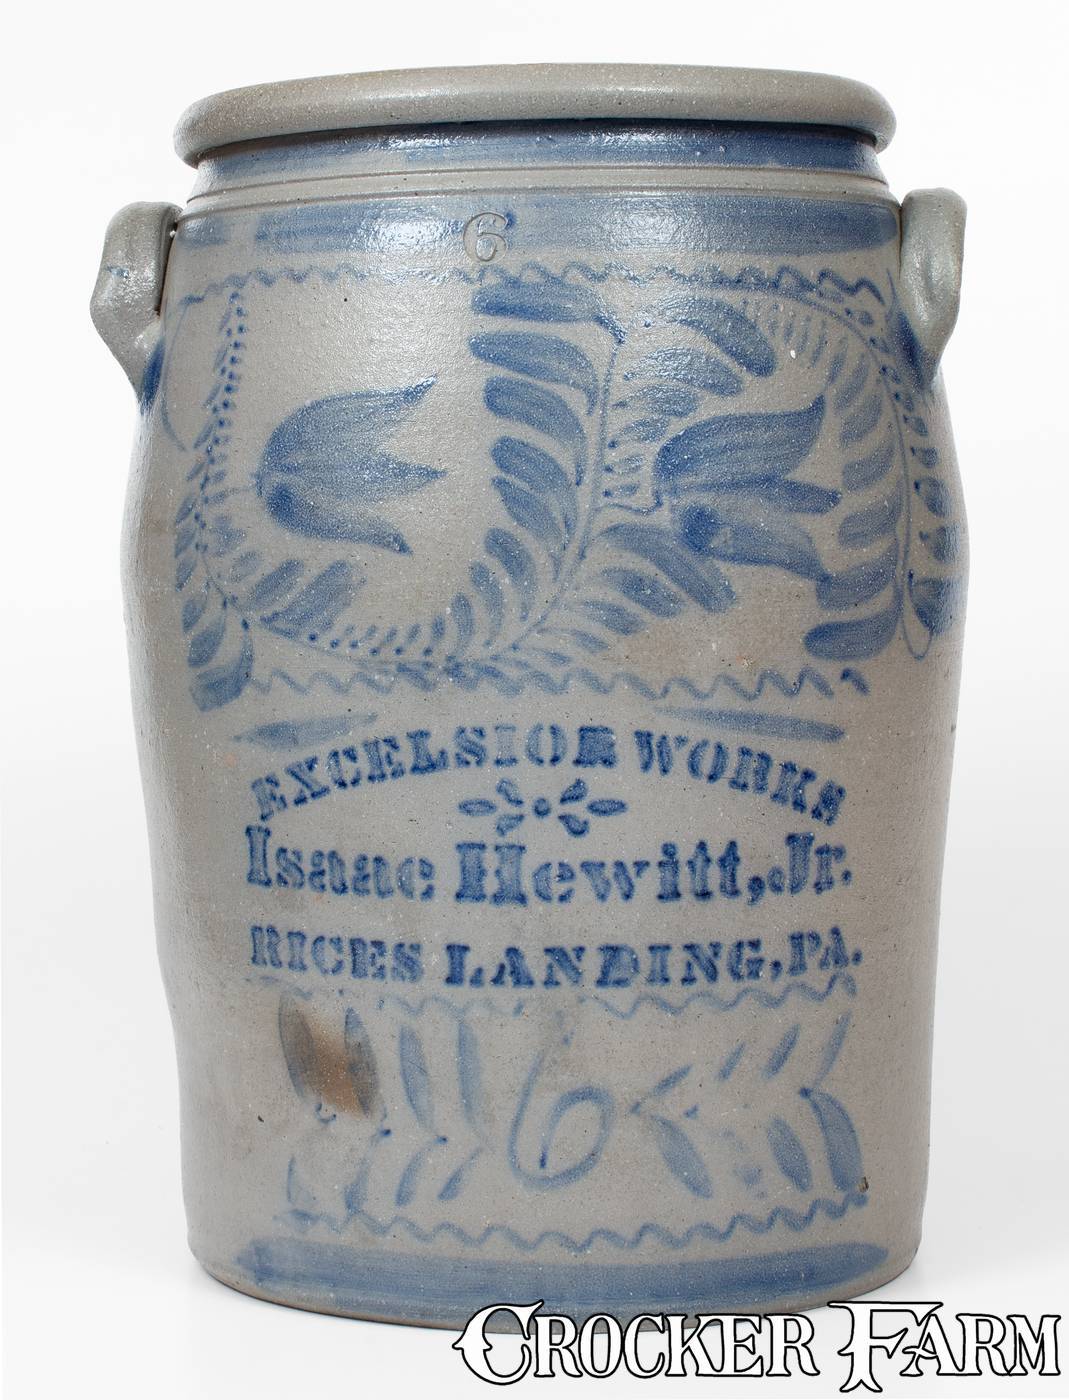 6
EXCELSIOR WORKS
Isaac Hewitt, Jr.
RICES LANDING, PA.
6
CROCKER FARM